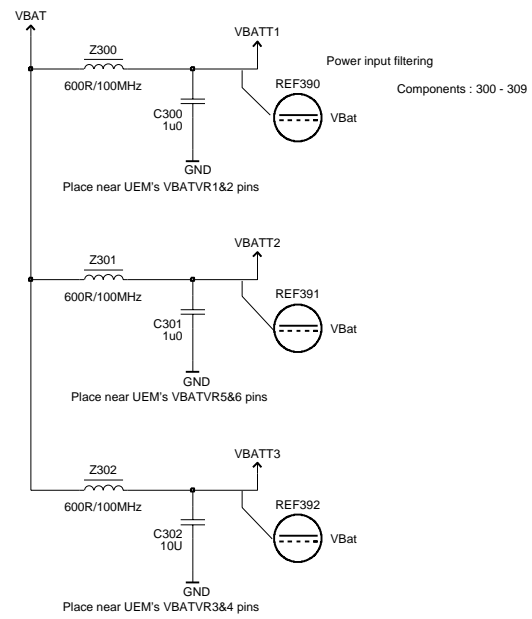 VBAT
Z300
VBATT1
Power input filtering
600R/100MHz
REF390
Components : 300 - 309
C300
1u0
VBat
GND
Place near UEM's VBATVR1&2 pins
VBATT2
Z301
600R/100MHz
REF391
C301
1u0
VBat
GND
Place near UEM's VBATVR5&6 pins
VBATT3
Z302
600R/100MHz
REF392
C302
10U
VBat
GND
Place near UEM's VBATVR3&4 pins